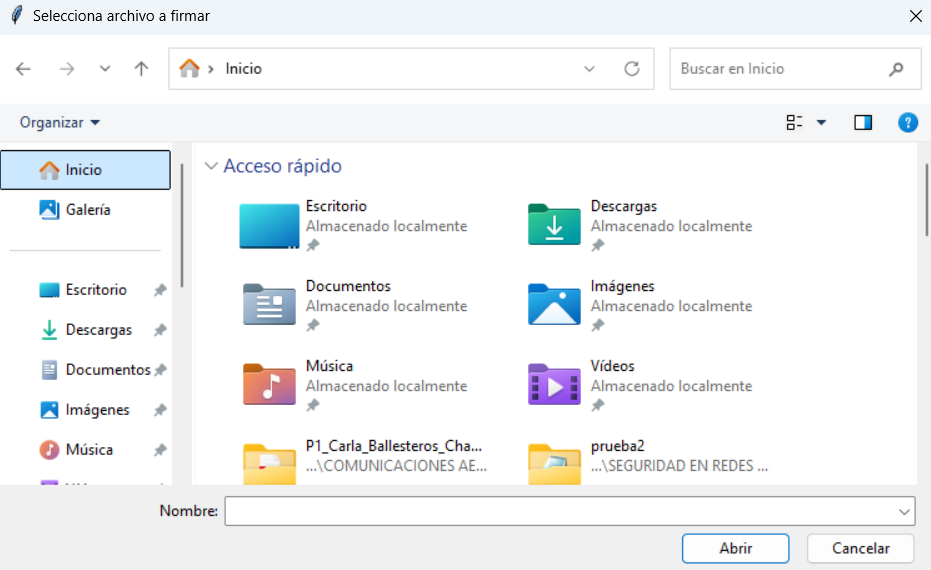 Selecciona archivo a firmar
Inicio
Buscar en Inicio
Organizar
Inicio
Galería
Escritorio
Descargas
Documentos
Imágenes
Música
Acceso rápido
Escritorio
Almacenado localmente
Descargas
Almacenado localmente
Documentos
Almacenado localmente
Imágenes
Almacenado localmente
Música
Almacenado localmente
Vídeos
Almacenado localmente
P1_Carla_Ballesteros_Cha...
...\COMUNICACIONES AE...
prueba2
...\SEGURIDAD EN REDES ...
Nombre:
Abrir
Cancelar